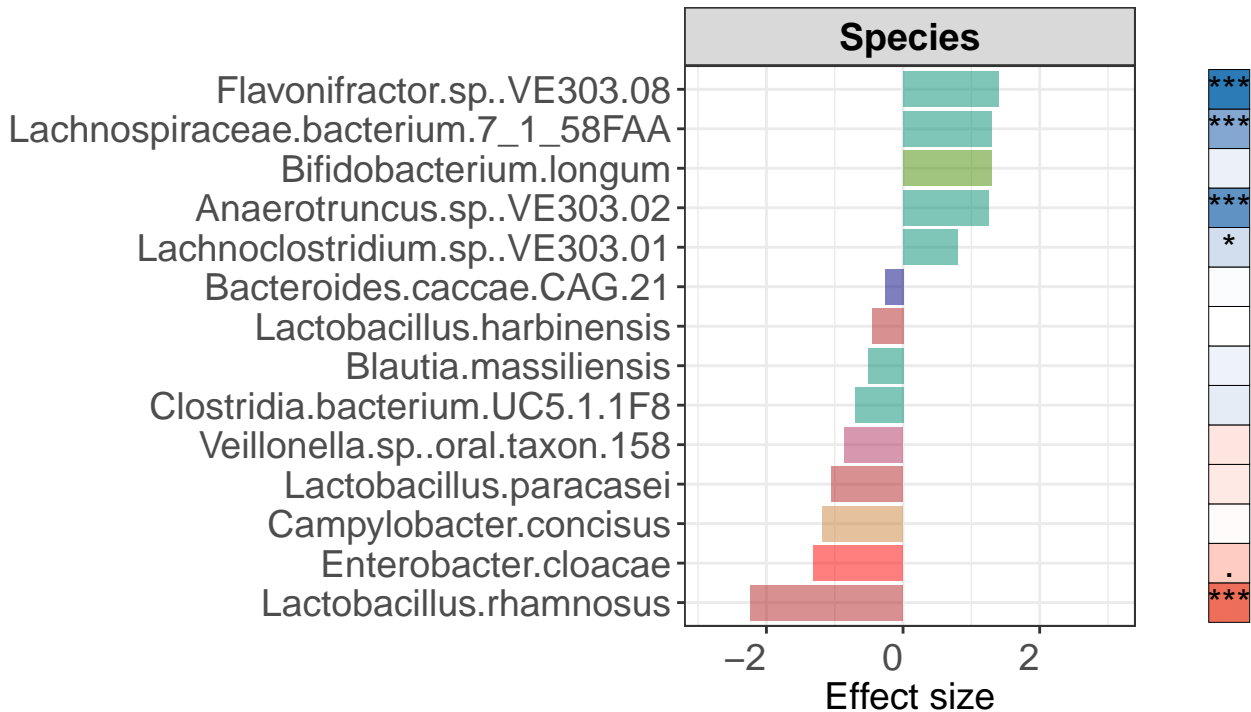 Species
Flavonifractor.sp..VE303.08 ***
Lachnospiraceae.bacterium.7_1_58FAA ***
Bifidobacterium.longum
Anaerotruncus.sp..VE303.02 ***
Lachnoclostridium.sp..VE303.01 *
Bacteroides.caccae.CAG.21
Lactobacillus.harbinensis
Blautia.massiliensis
Clostridia.bacterium.UC5.1.1F8
Veillonella.sp..oral.taxon.158
Lactobacillus.paracasei
Campylobacter.concisus
Enterobacter.cloacae .
Lactobacillus.rhamnosus ***
−2 0 2
Effect size